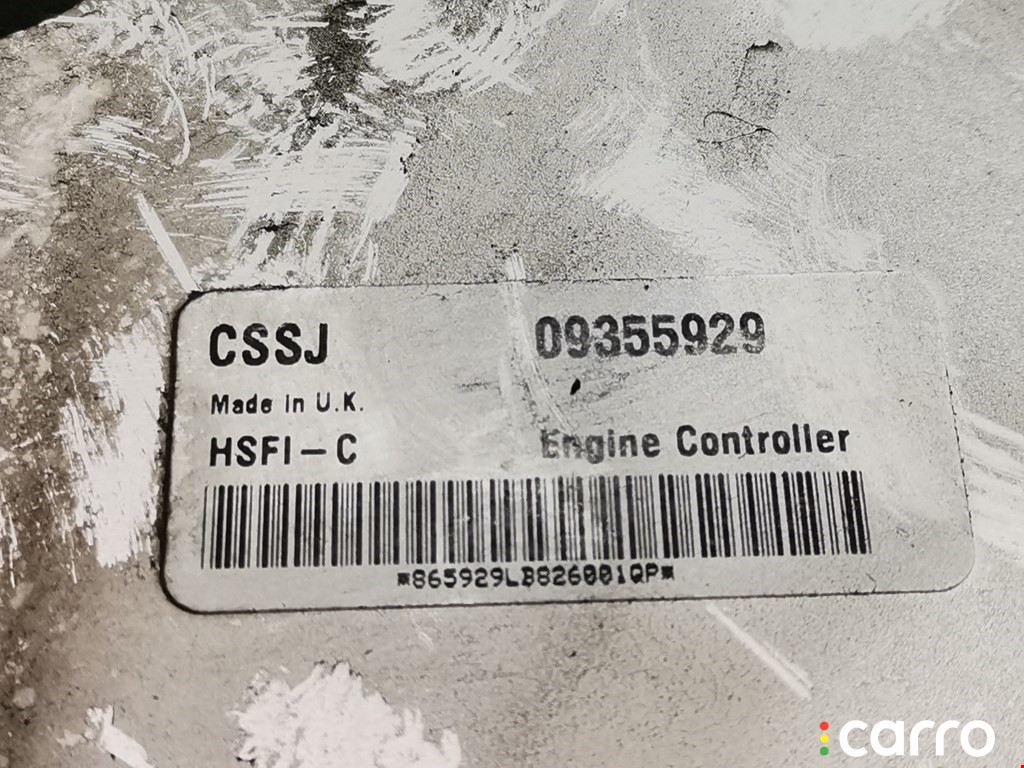 CSSJ 09355929
Made in U.K.
HSFI-C Engine Controller
*865929LB826001QP*
carro